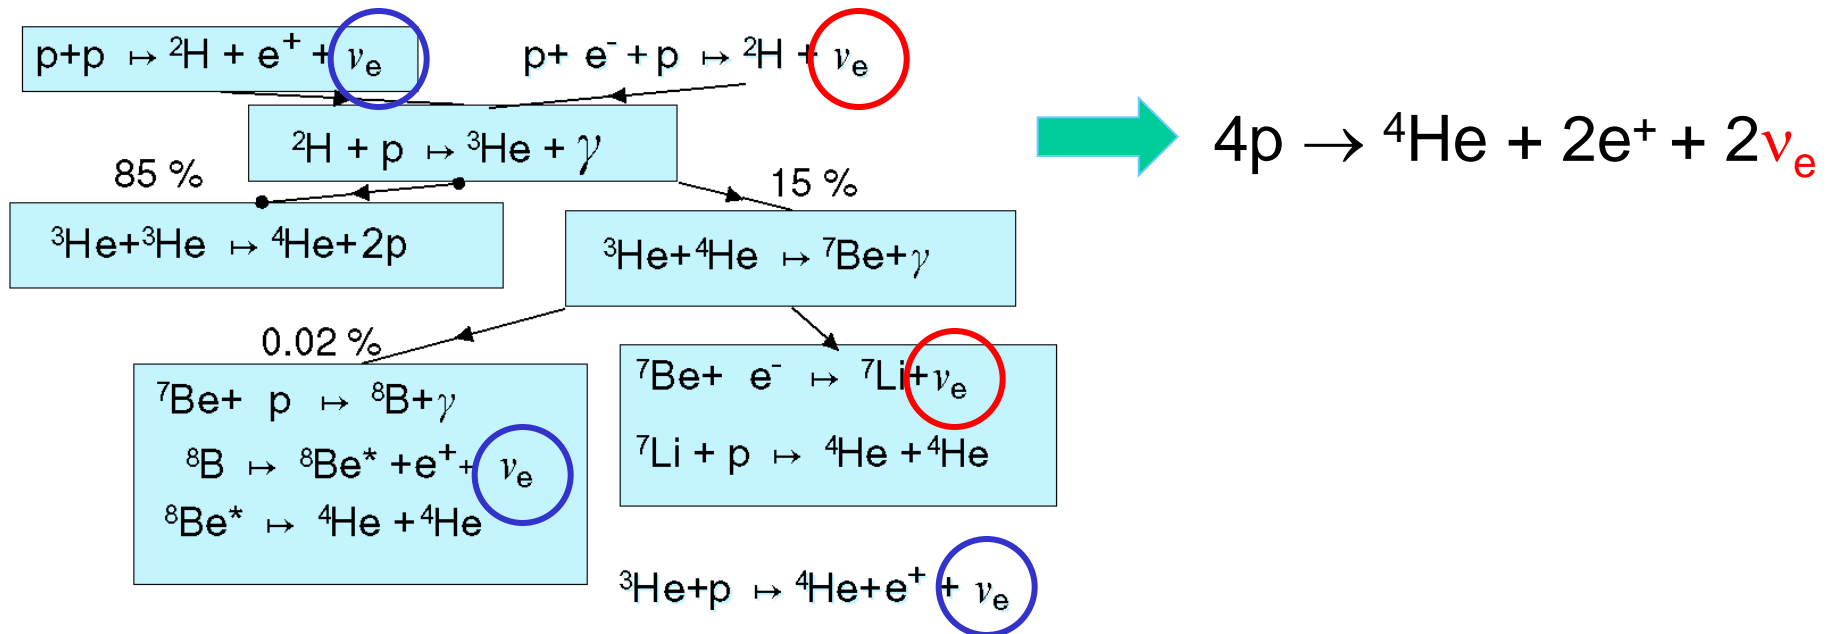 p+p ↦ ²H + e⁺ + νₑ
p+ e⁻ + p ↦ ²H + νₑ
²H + p ↦ ³He + γ
4p → ⁴He + 2e⁺ + 2νₑ
85 %
15 %
³He+³He ↦ ⁴He+2p
³He+⁴He ↦ ⁷Be+γ
0.02 %
⁷Be+ p ↦ ⁸B+γ
⁸B ↦ ⁸Be* +e⁺+ νₑ
⁸Be* ↦ ⁴He +⁴He
⁷Be+ e⁻ ↦ ⁷Li+νₑ
⁷Li + p ↦ ⁴He +⁴He
³He+p ↦ ⁴He+e⁺ + νₑ